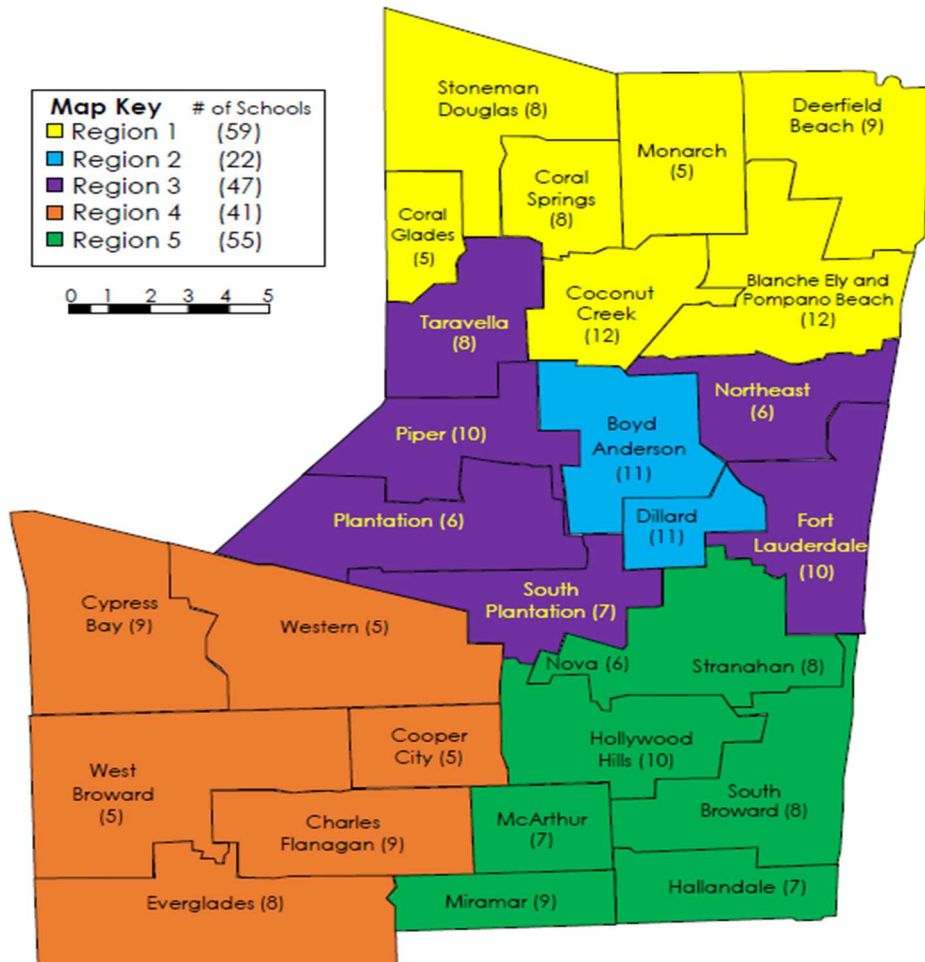 Map Key # of Schools
Region 1 (59)
Region 2 (22)
Region 3 (47)
Region 4 (41)
Region 5 (55)
0 1 2 3 4 5
Stoneman
Douglas (8)
Deerfield
Beach (9)
Monarch
(5)
Coral
Springs
(8)
Coral
Glades
(5)
Coconut
Creek
(12)
Blanche Ely and
Pompano Beach
(12)
Taravella
(8)
Northeast
(6)
Piper (10)
Boyd
Anderson
(11)
Plantation (6)
Dillard
(11)
Fort
Lauderdale
(10)
South
Plantation (7)
Cypress
Bay (9)
Western (5)
Nova (6)
Stranahan (8)
Cooper
City (5)
Hollywood
Hills (10)
West
Broward
(5)
South
Broward (8)
Charles
Flanagan (9)
McArthur
(7)
Everglades (8)
Miramar (9)
Hallandale (7)